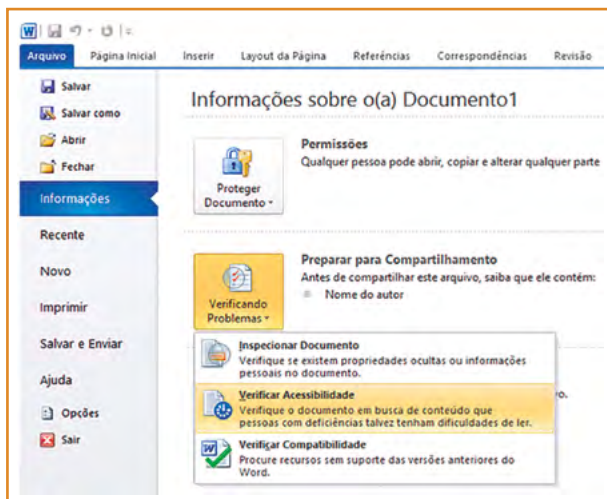 Arquivo Página Inicial Inserir Layout da Página Referências Correspondências Revisão
Salvar
Salvar como
Abrir
Fechar
Informações
Recente
Novo
Imprimir
Salvar e Enviar
Ajuda
Opções
Sair
Informações sobre o(a) Documento1
Proteger
Documento
Permissões
Qualquer pessoa pode abrir, copiar e alterar qualquer parte
Verificando
Problemas
Preparar para Compartilhamento
Antes de compartilhar este arquivo, saiba que ele contém:
Nome do autor
Inspecionar Documento
Verifique se existem propriedades ocultas ou informações
pessoais no documento.
Verificar Acessibilidade
Verifique o documento em busca de conteúdo que
pessoas com deficiências talvez tenham dificuldades de ler.
Verificar Compatibilidade
Procure recursos sem suporte das versões anteriores do
Word.